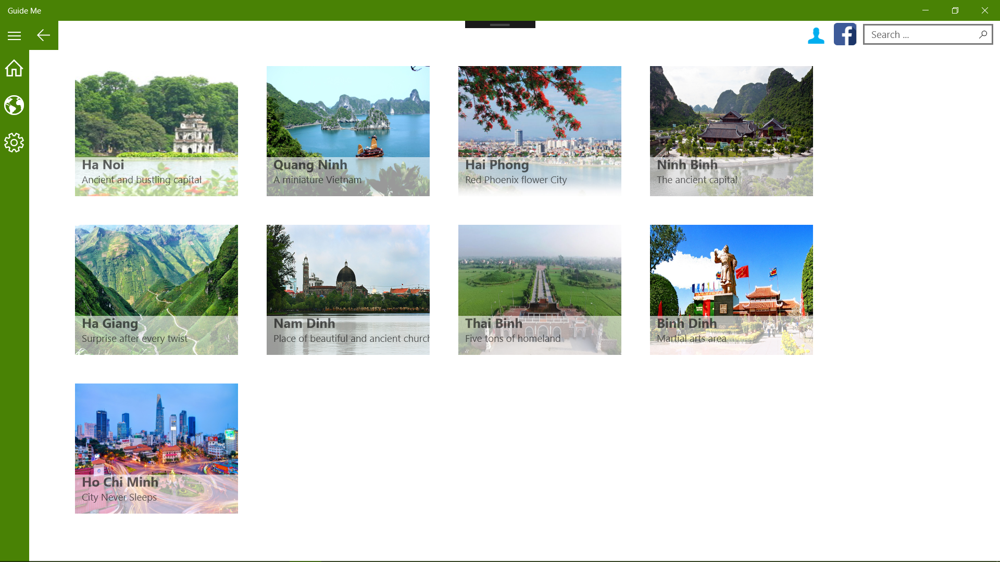 Guide Me
Search ...
Ha Noi
Ancient and bustling capital
Quang Ninh
A miniature Vietnam
Hai Phong
Red Phoenix flower City
Ninh Binh
The ancient capital
Ha Giang
Surprise after every twist
Nam Dinh
Place of beautiful and ancient church
Thai Binh
Five tons of homeland
Binh Dinh
Martial arts area
Ho Chi Minh
City Never Sleeps